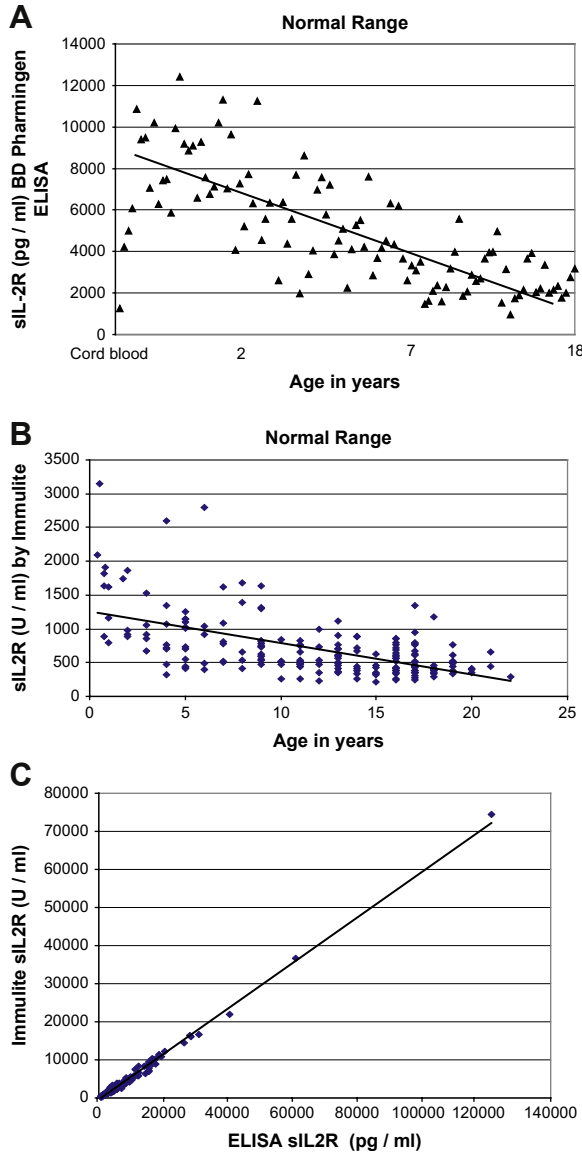 A
Normal Range
sIL-2R (pg / ml) BD Pharmingen
ELISA
14000
12000
10000
8000
6000
4000
2000
0
Cord blood 2 7 18
Age in years
B
Normal Range
sIL2R (U / ml) by Immulite
3500
3000
2500
2000
1500
1000
500
0
0 5 10 15 20 25
Age in years
C
Immulite sIL2R (U / ml)
80000
70000
60000
50000
40000
30000
20000
10000
0
0 20000 40000 60000 80000 100000 120000 140000
ELISA sIL2R (pg / ml)